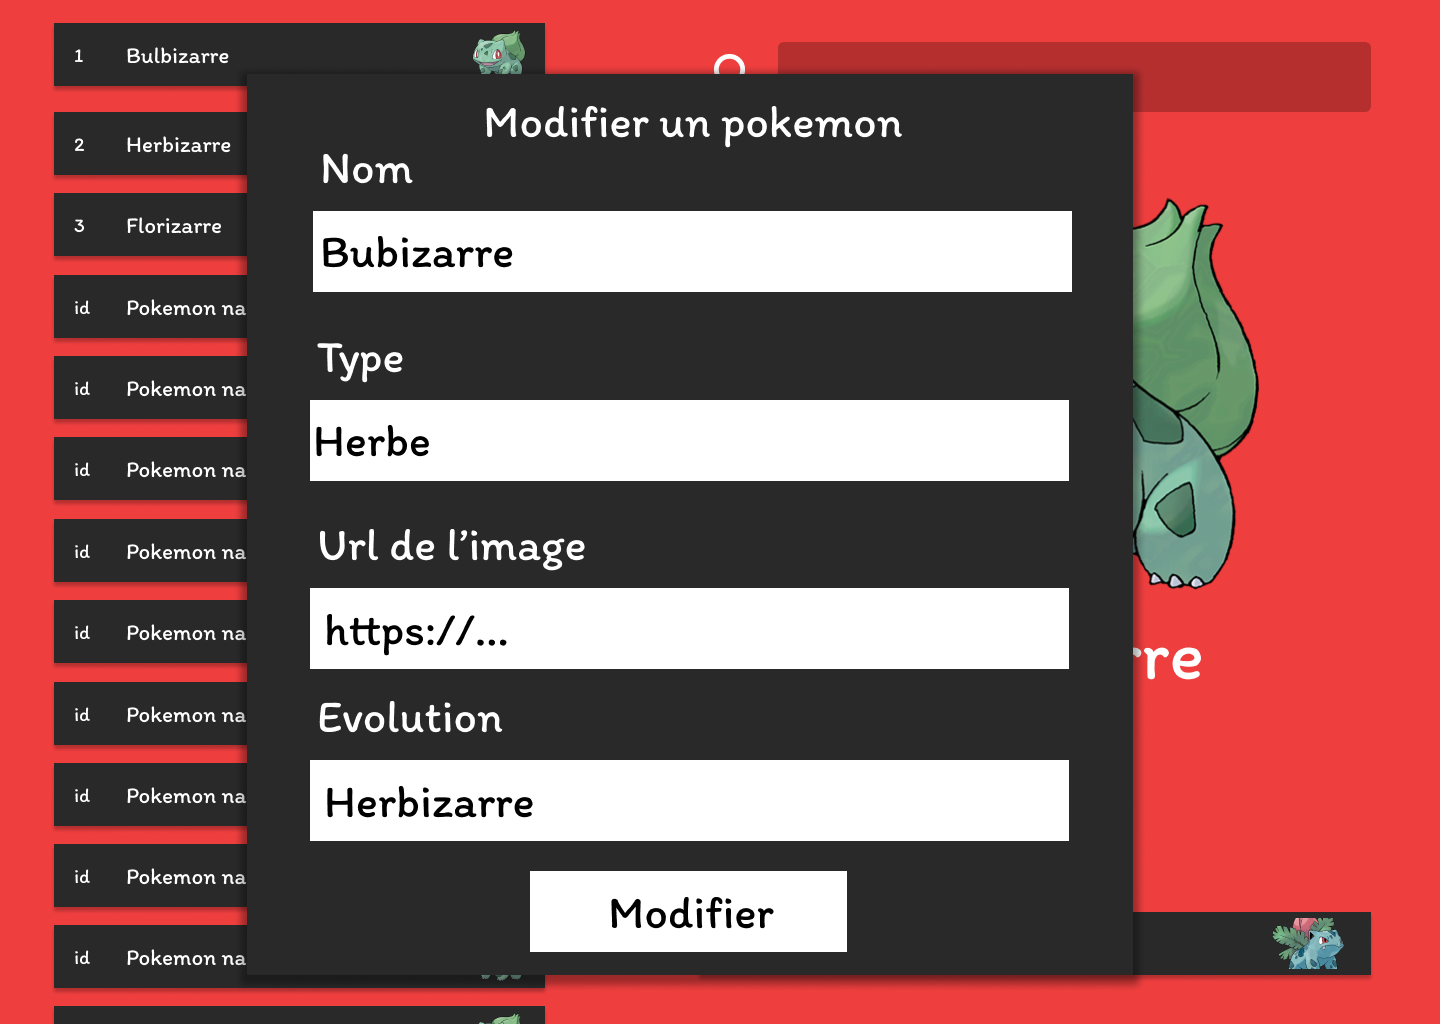 1 Bulbizarre
2 Herbizarre
3 Florizarre
id Pokemon na
id Pokemon na
id Pokemon na
id Pokemon na
id Pokemon na
id Pokemon na
id Pokemon na
id Pokemon na
id Pokemon na
Modifier un pokemon
Nom
Bubizarre
Type
Herbe
Url de l’image
https://...
Evolution
Herbizarre
Modifier
rre